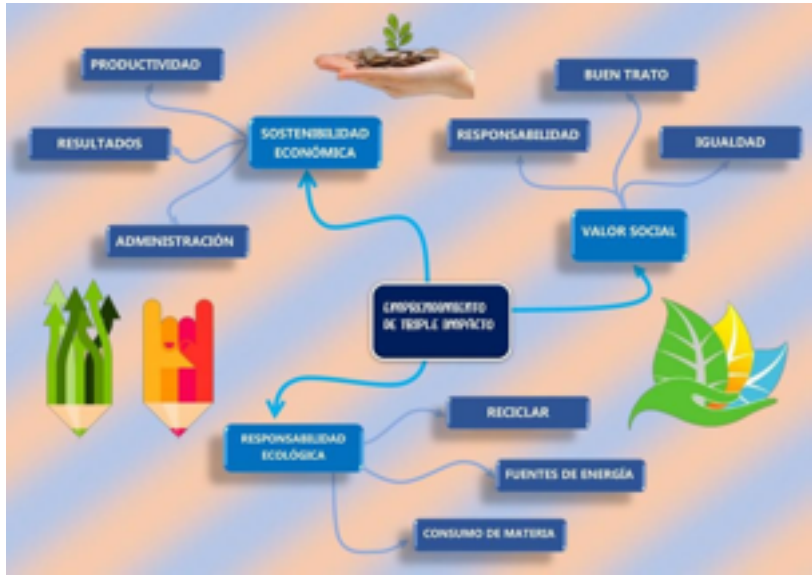 PRODUCTIVIDAD
RESULTADOS
ADMINISTRACIÓN
SOSTENIBILIDAD
ECONÓMICA
BUEN TRATO
RESPONSABILIDAD
IGUALDAD
VALOR SOCIAL
EMPRENDIMIENTO
DE TRIPLE IMPACTO
RESPONSABILIDAD
ECOLÓGICA
RECICLAR
FUENTES DE ENERGÍA
CONSUMO DE MATERIA